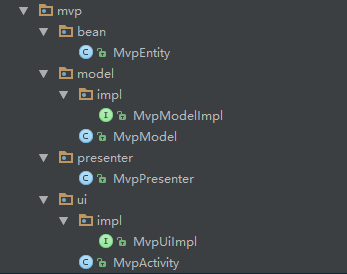 mvp
bean
C MvpEntity
model
impl
I MvpModelImpl
C MvpModel
presenter
C MvpPresenter
ui
impl
I MvpUiImpl
C MvpActivity